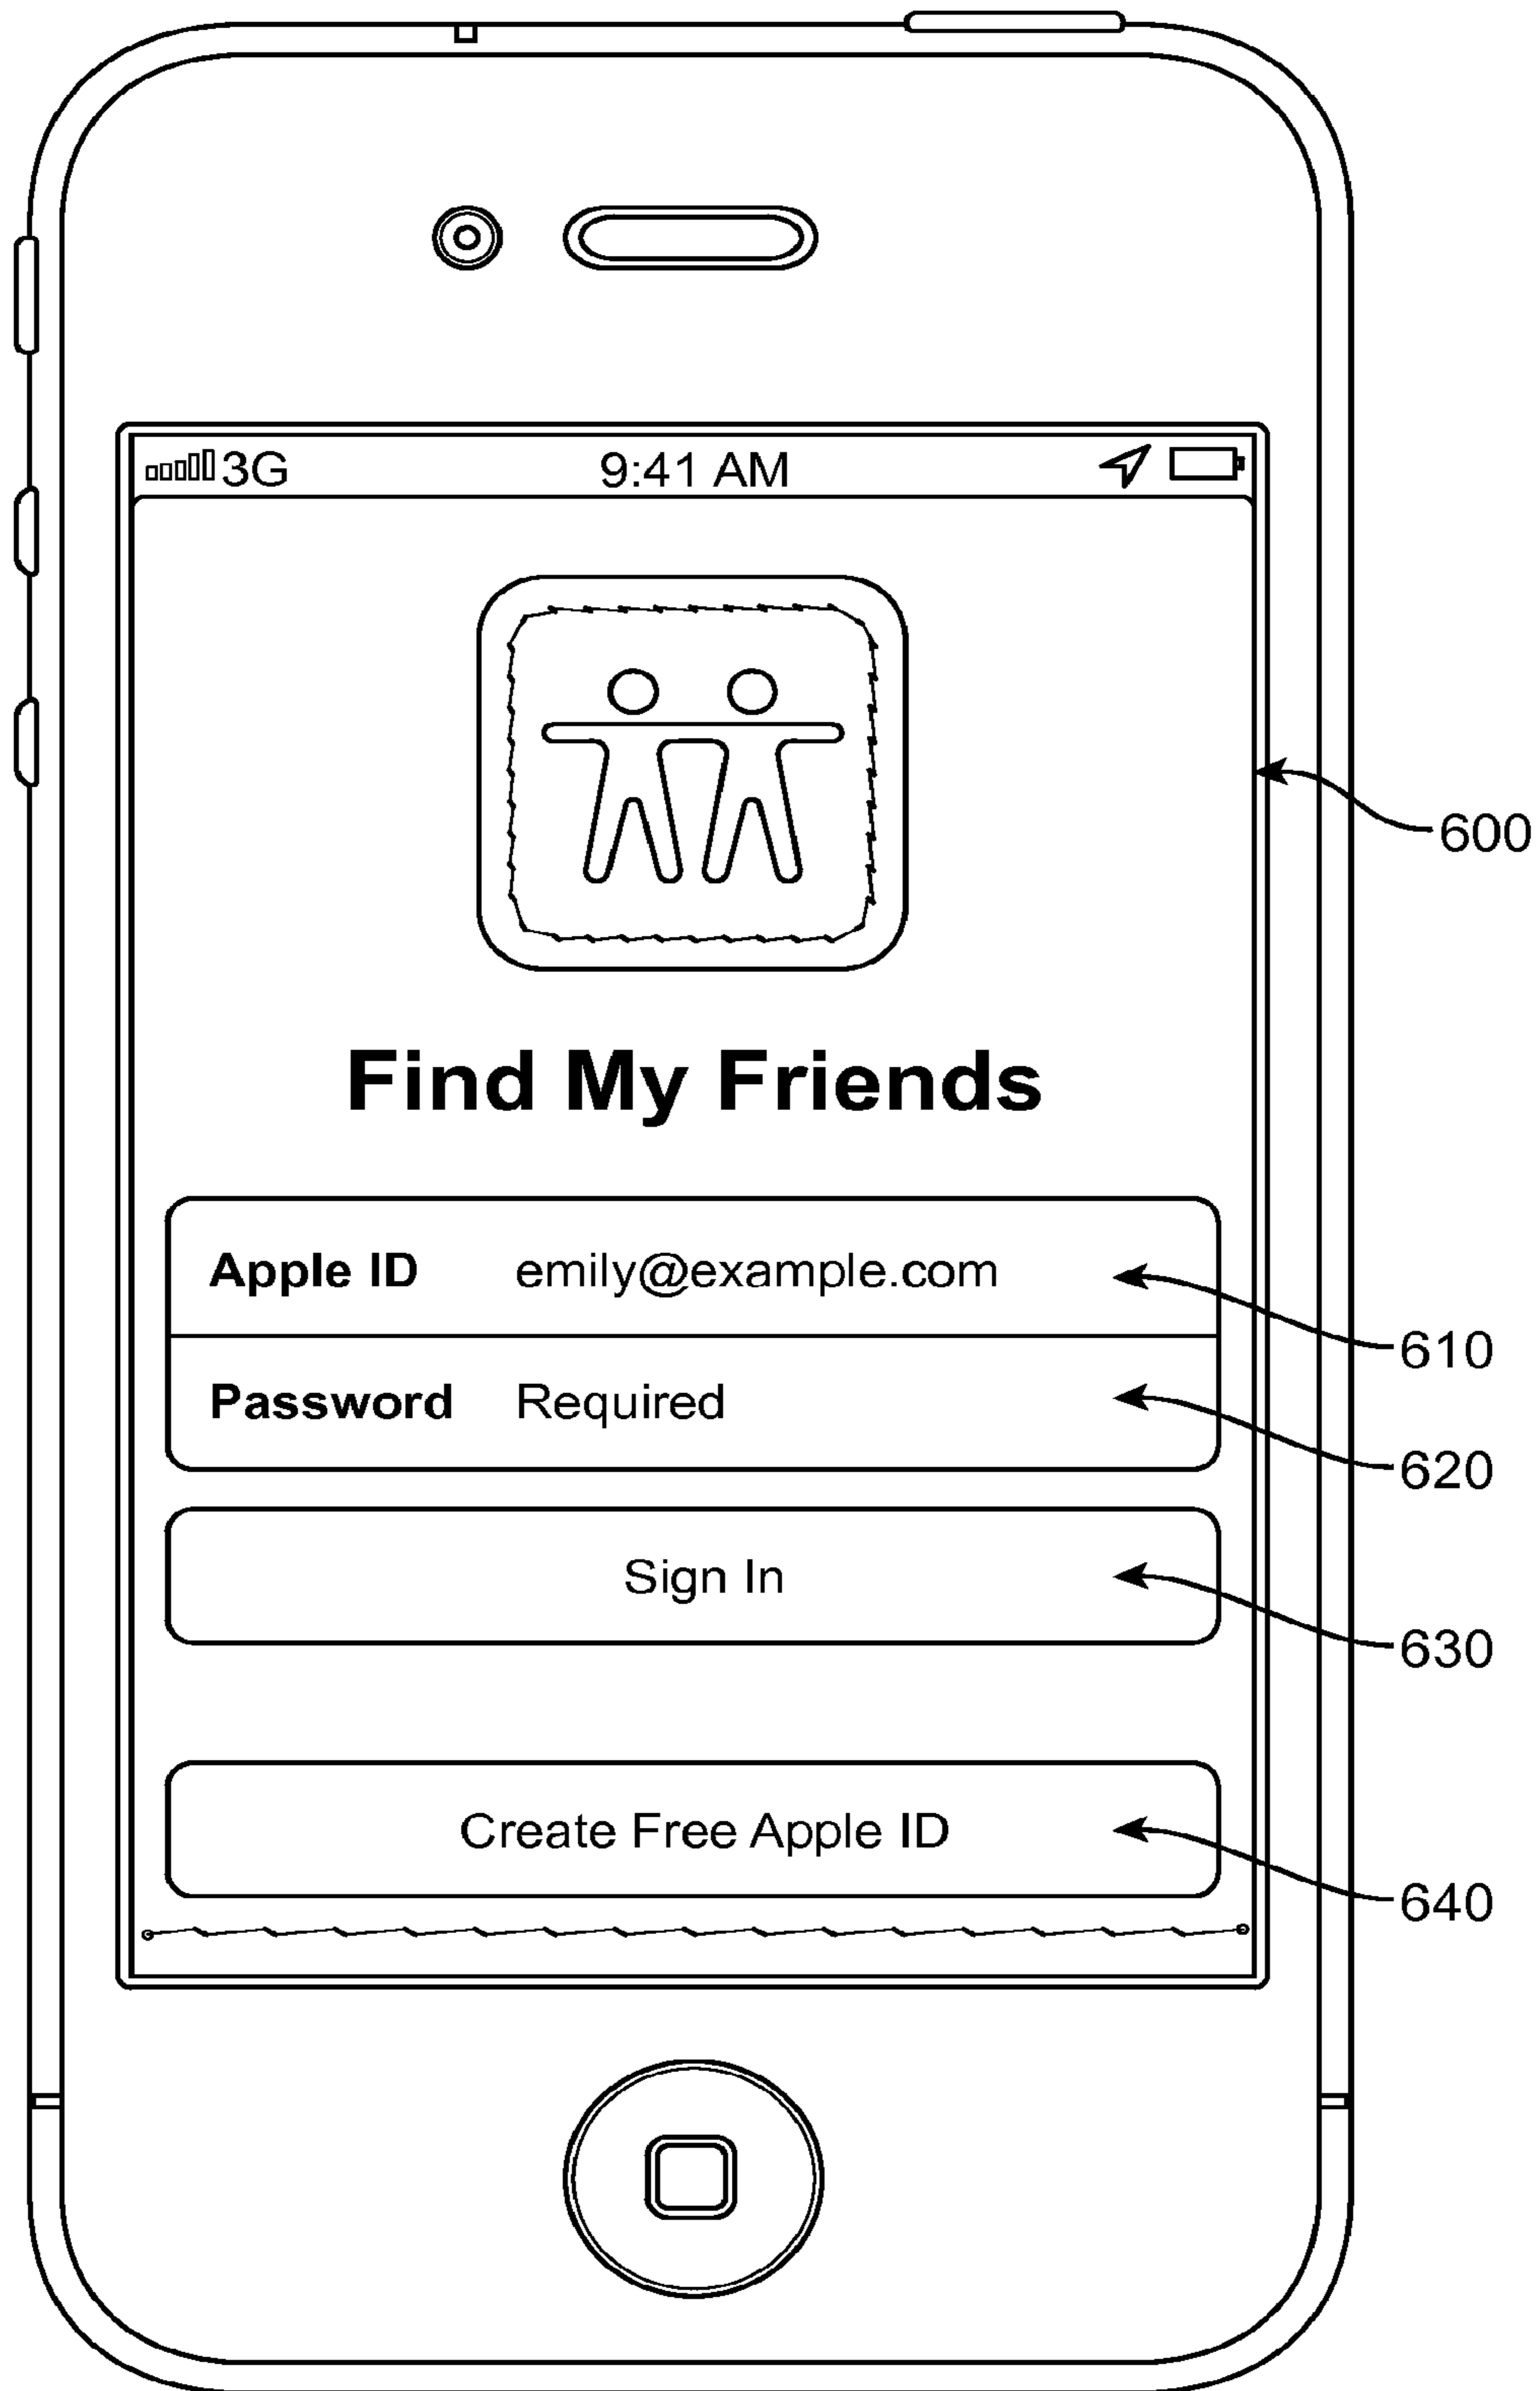 3G 9:41 AM
600
Find My Friends
Apple ID emily@example.com
610
Password Required
620
Sign In
630
Create Free Apple ID
640